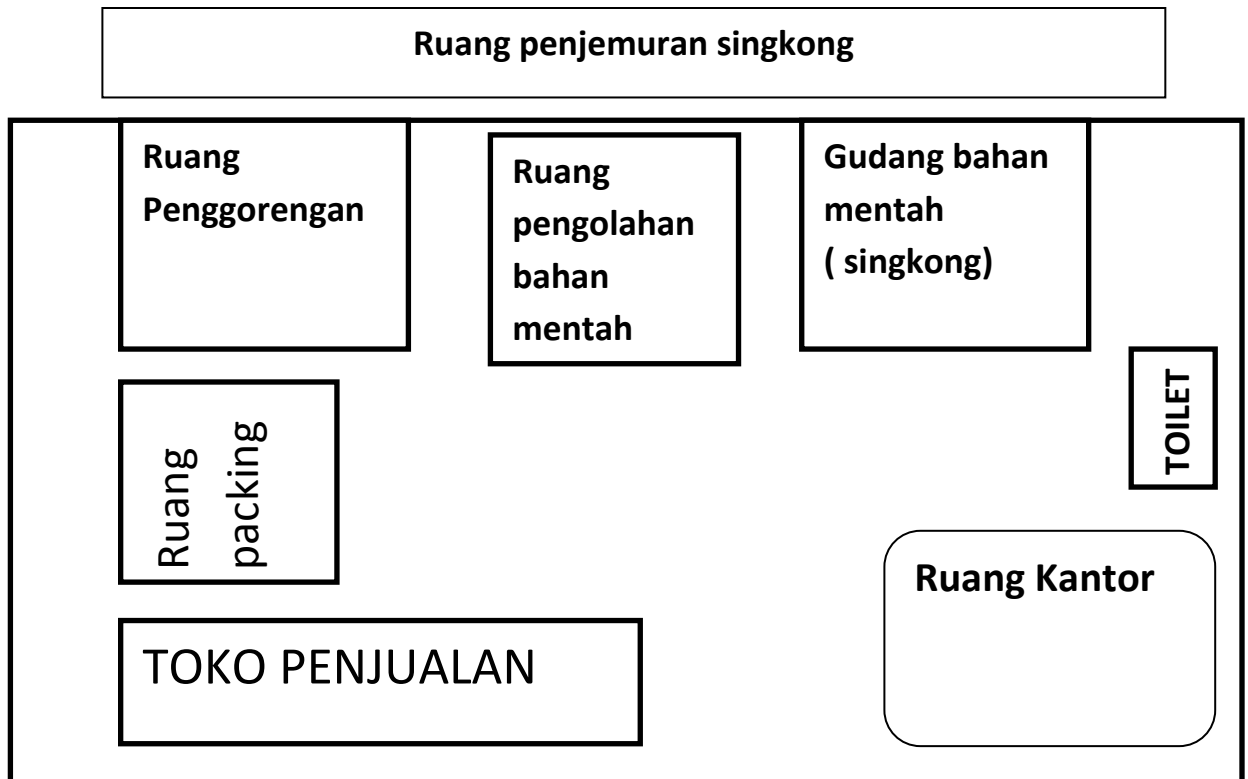 Ruang penjemuran singkong
Ruang
Penggorengan
Ruang
pengolahan
bahan
mentah
Gudang bahan
mentah
( singkong)
TOILET
Ruang
packing
Ruang Kantor
TOKO PENJUALAN